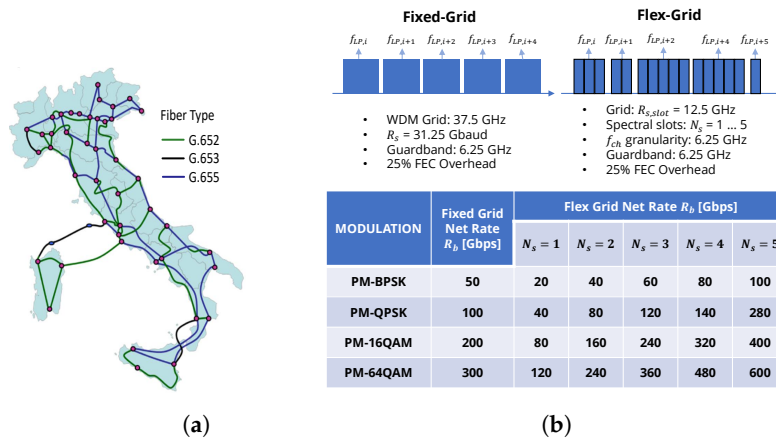 Fiber Type
G.652
G.653
G.655
(a)
Fixed-Grid
f_{LP,i} f_{LP,i+1} f_{LP,i+2} f_{LP,i+3} f_{LP,i+4}
• WDM Grid: 37.5 GHz
• R_s = 31.25 Gbaud
• Guardband: 6.25 GHz
• 25% FEC Overhead
Flex-Grid
f_{LP,i} f_{LP,i+1} f_{LP,i+2} f_{LP,i+4} f_{LP,i+5}
• Grid: R_{s,slot} = 12.5 GHz
• Spectral slots: N_s = 1 ... 5
• f_{ch} granularity: 6.25 GHz
• Guardband: 6.25 GHz
• 25% FEC Overhead
MODULATION
Fixed Grid
Net Rate
R_b [Gbps]
Flex Grid Net Rate R_b [Gbps]
N_s = 1 N_s = 2 N_s = 3 N_s = 4 N_s = 5
PM-BPSK 50 20 40 60 80 100
PM-QPSK 100 40 80 120 140 280
PM-16QAM 200 80 160 240 320 400
PM-64QAM 300 120 240 360 480 600
(b)